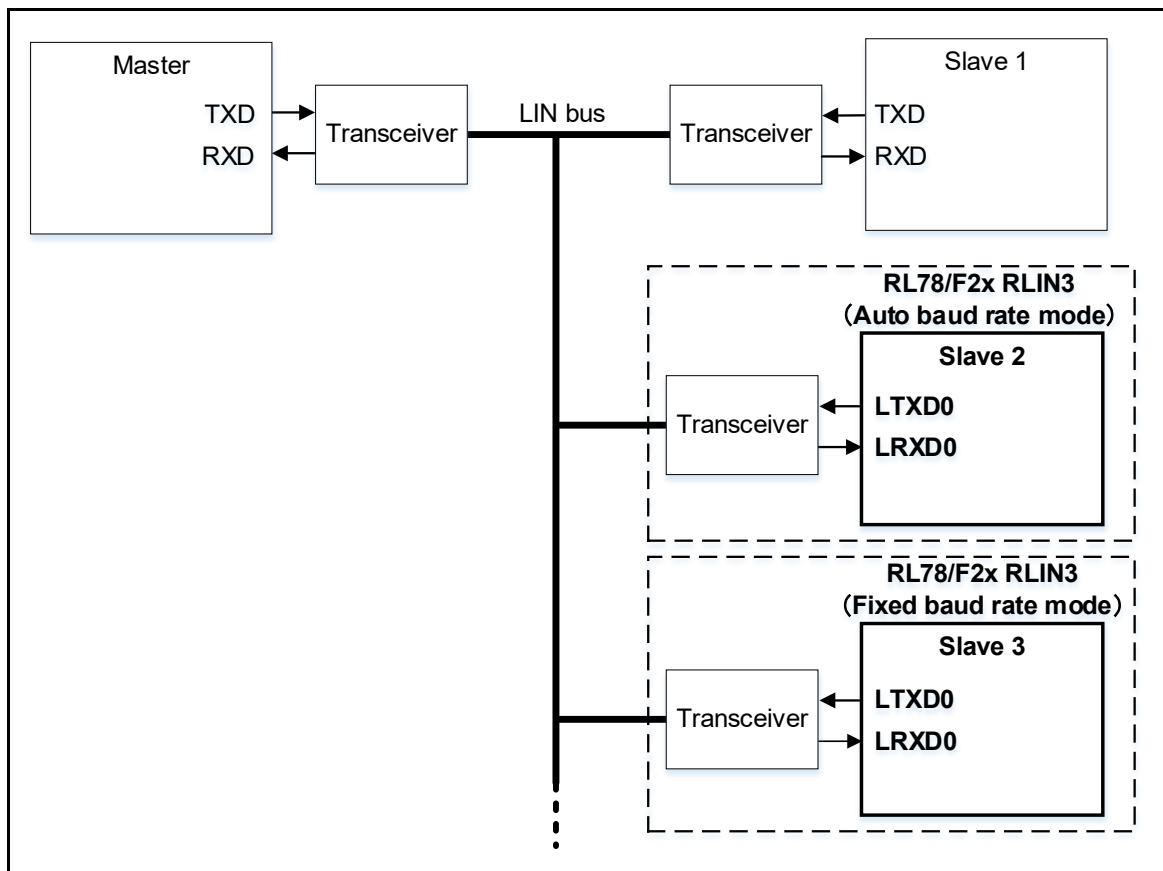 Master
TXD
RXD
Transceiver
LIN bus
Transceiver
Slave 1
TXD
RXD
RL78/F2x RLIN3
（Auto baud rate mode）
Slave 2
Transceiver
LTXD0
LRXD0
RL78/F2x RLIN3
（Fixed baud rate mode）
Slave 3
Transceiver
LTXD0
LRXD0